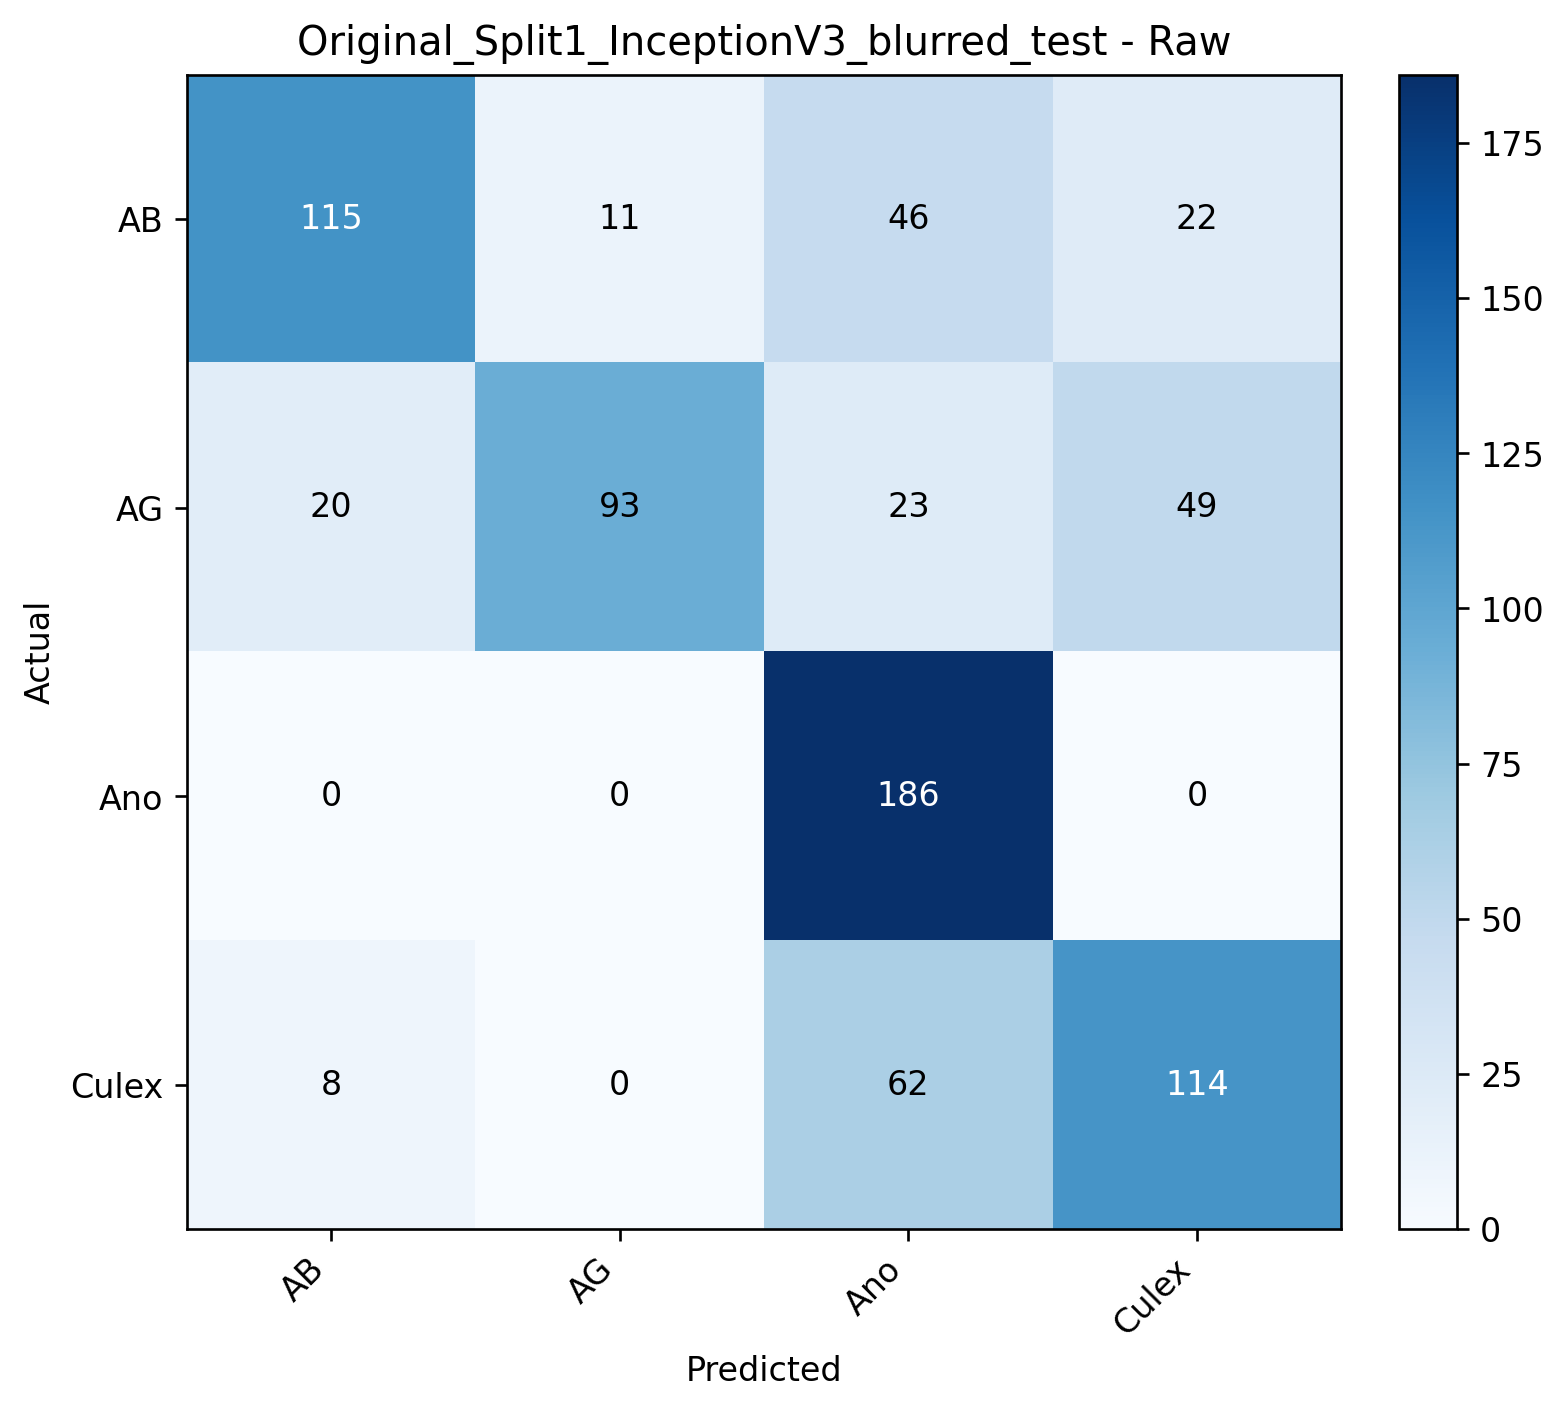 Original_Split1_InceptionV3_blurred_test - Raw
AB 115 11 46 22
AG 20 93 23 49
Ano 0 0 186 0
Culex 8 0 62 114
AB AG Ano Culex
Predicted
Actual
175
150
125
100
75
50
25
0